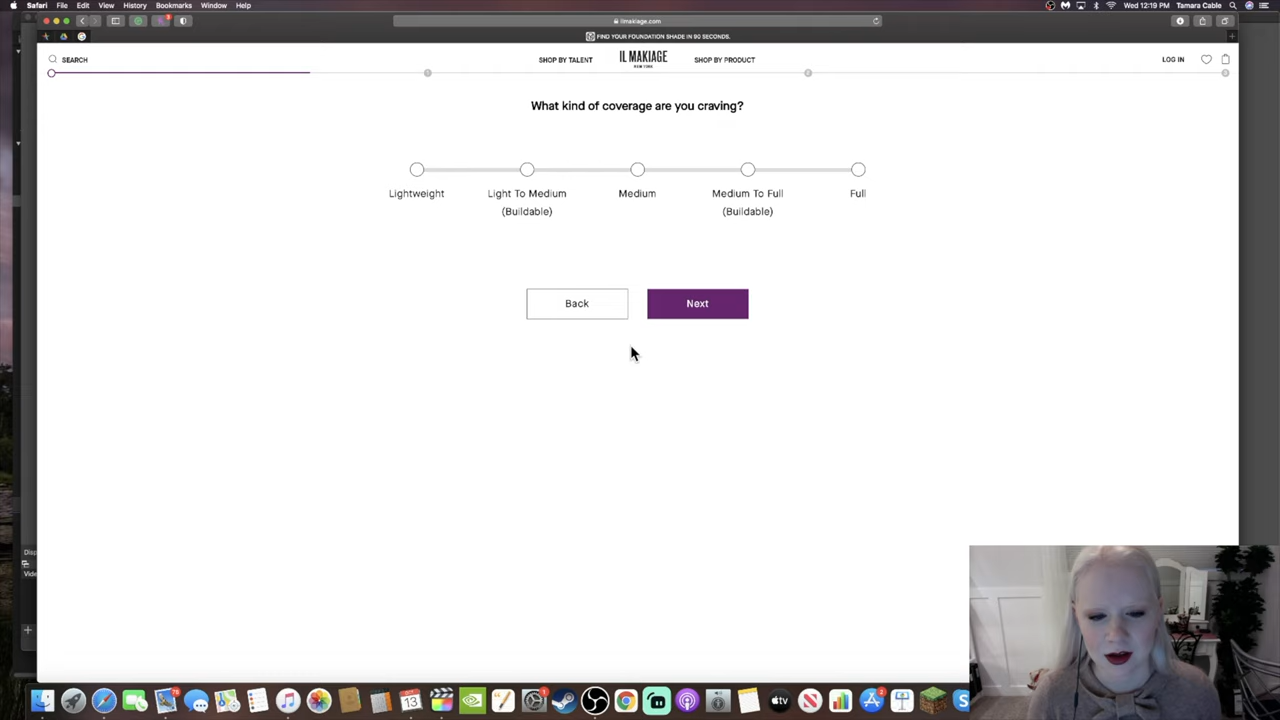 Safari File Edit View History Bookmarks Window Help
Wed 12:19 PM Tamara Cable
ilmakiage.com
FIND YOUR FOUNDATION SHADE IN 90 SECONDS.
SEARCH
SHOP BY TALENT
IL MAKIAGE
NEW YORK
SHOP BY PRODUCT
LOG IN
What kind of coverage are you craving?
Lightweight
Light To Medium
(Buildable)
Medium
Medium To Full
(Buildable)
Full
Back
Next